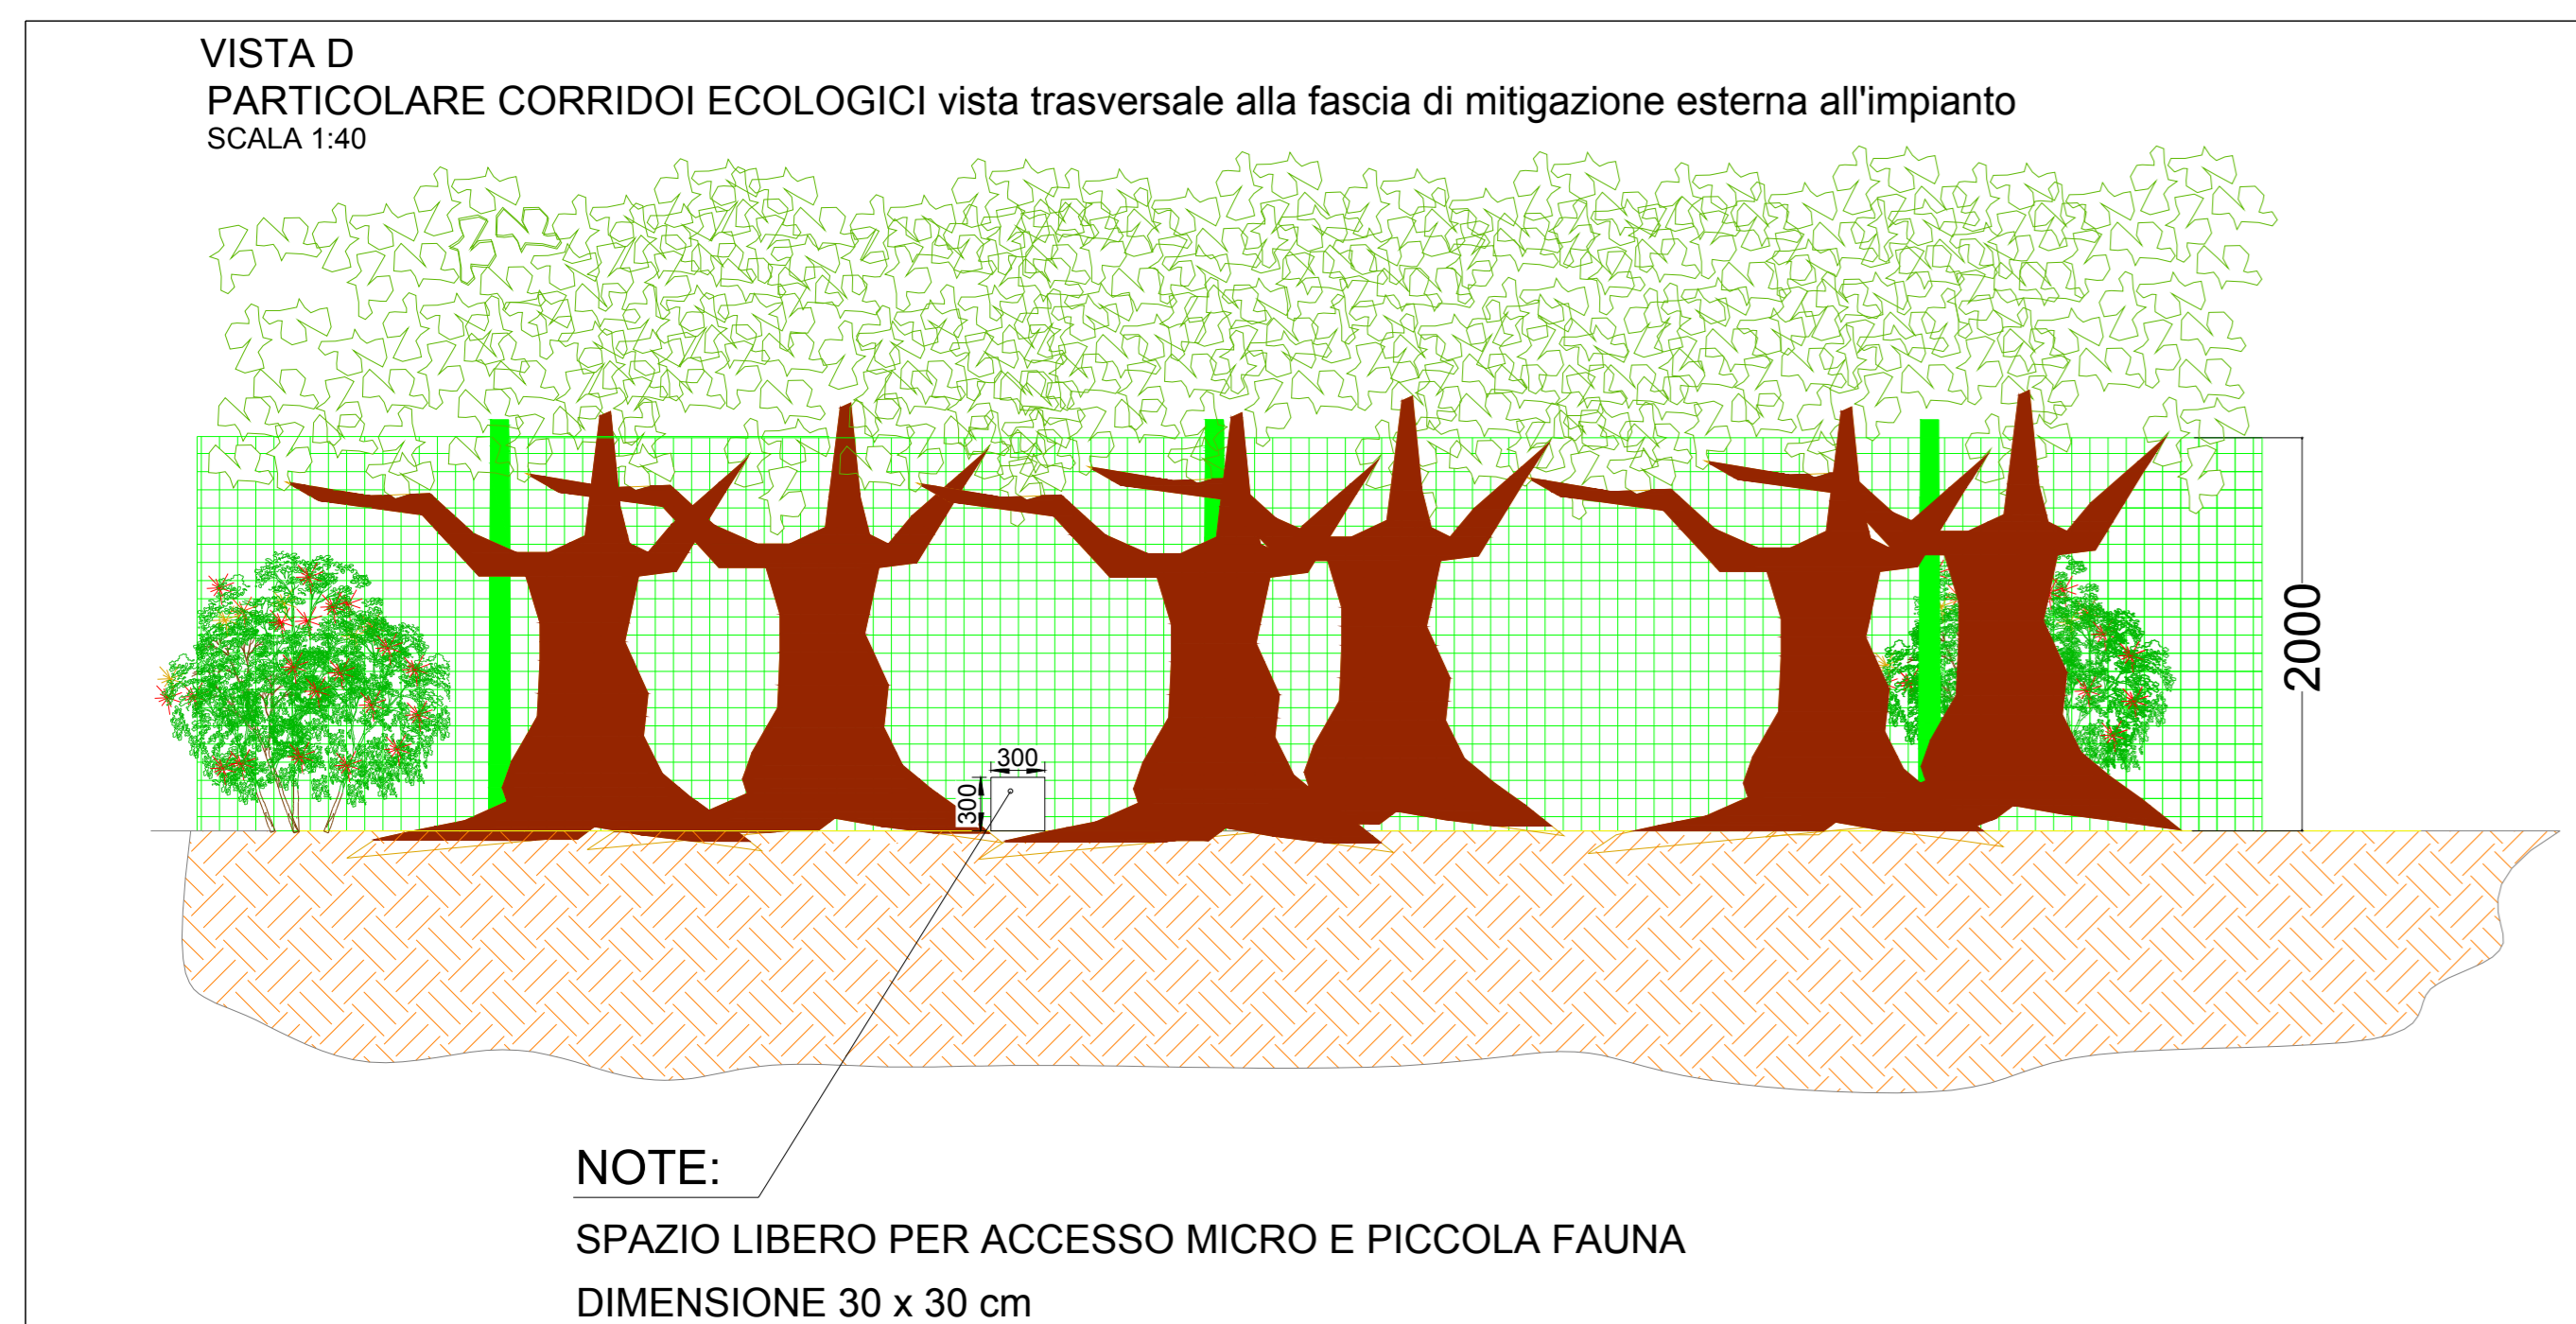 VISTA D
PARTICOLARE CORRIDOI ECOLOGICI vista trasversale alla fascia di mitigazione esterna all'impianto
SCALA 1:40
2000
300
300
NOTE:
SPAZIO LIBERO PER ACCESSO MICRO E PICCOLA FAUNA
DIMENSIONE 30 x 30 cm